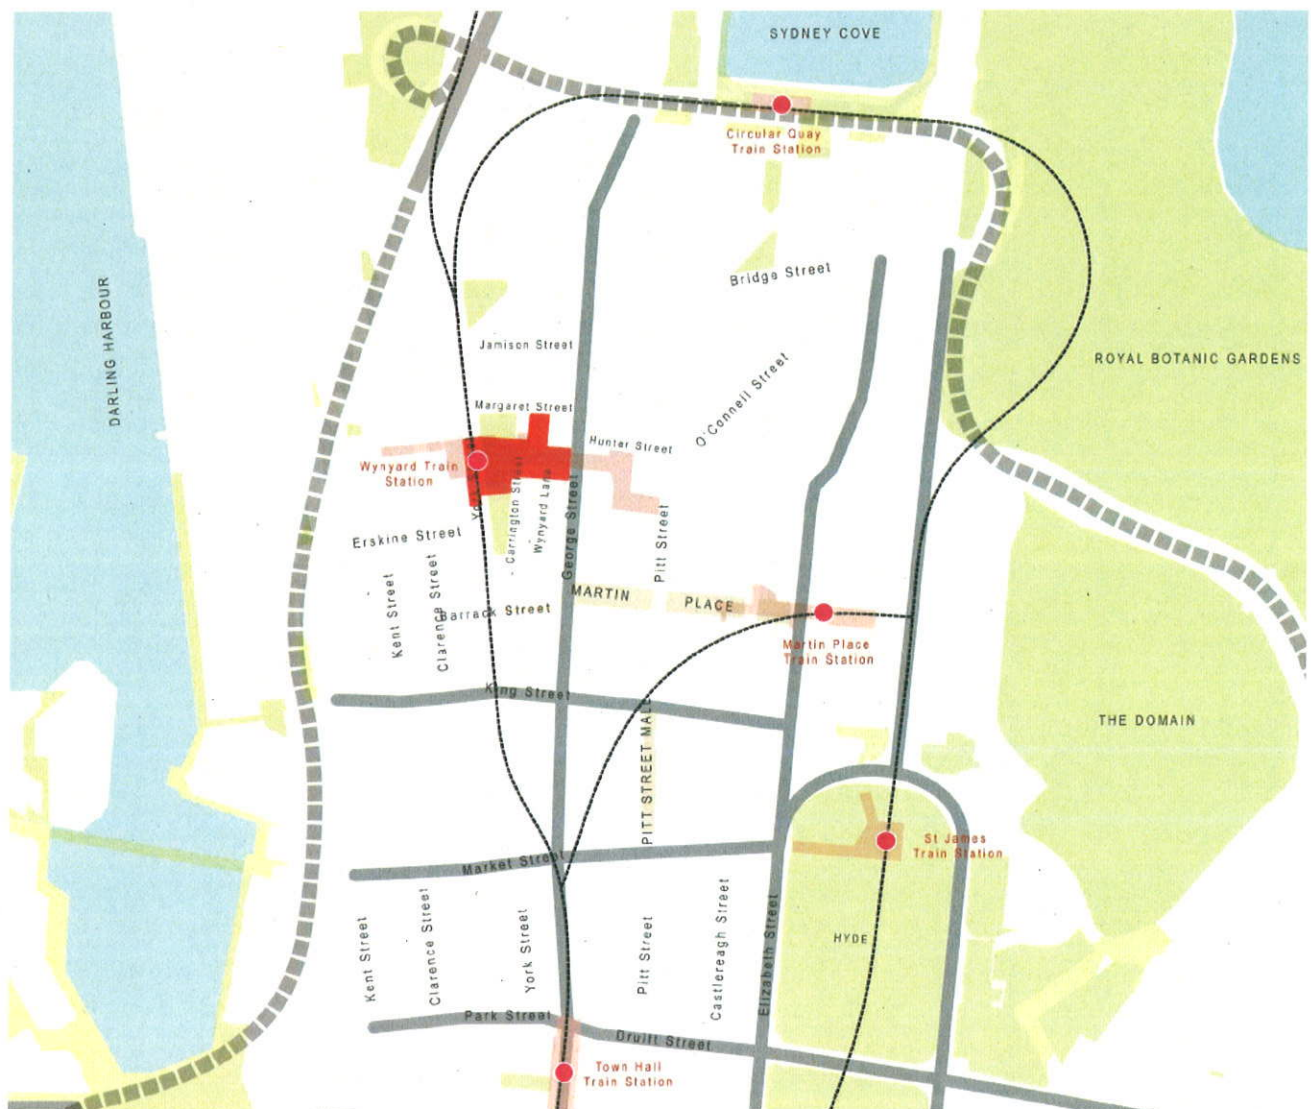 SYDNEY COVE
Circular Quay
Train Station
Bridge Street
DARLING HARBOUR
Jamison Street
O'Connell Street
ROYAL BOTANIC GARDENS
Margaret Street
Hunter Street
Wynyard Train
Station
Carrington Street
Wynyard Lane
George Street
Pitt Street
Erskine Street
Kent Street
Clarence Street
Barrack Street
MARTIN PLACE
Martin Place
Train Station
King Street
PITT STREET MALL
THE DOMAIN
St James
Train Station
Market Street
Kent Street
Clarence Street
York Street
Pitt Street
Castlereagh Street
Elizabeth Street
HYDE
Park Street
Druitt Street
Town Hall
Train Station